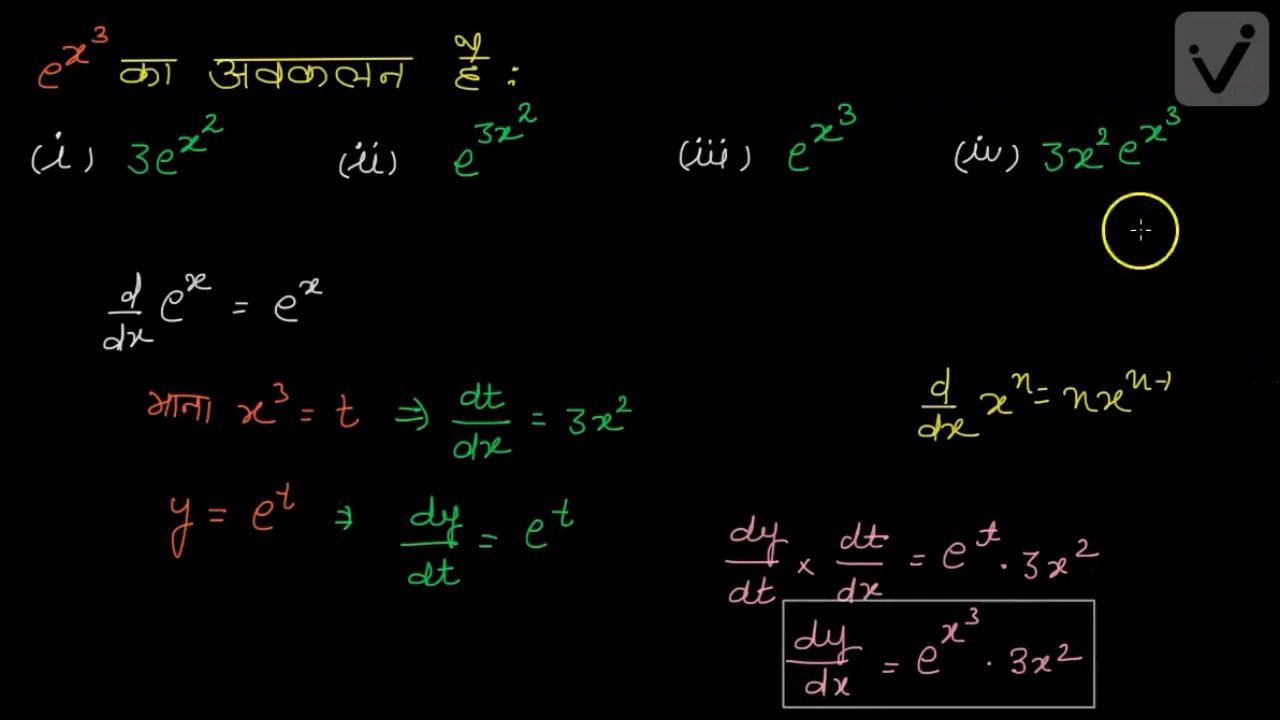 e^{x^3} का अवकलन है :
(i) 3e^{x^2} (ii) e^{3x^2} (iii) e^{x^3} (iv) 3x^2 e^{x^3}
d/dx e^x = e^x
माना x^3 = t ⇒ dt/dx = 3x^2
d/dx x^n = nx^{n-1}
y = e^t ⇒ dy/dt = e^t
dy/dt × dt/dx = e^t · 3x^2
dy/dx = e^{x^3} · 3x^2